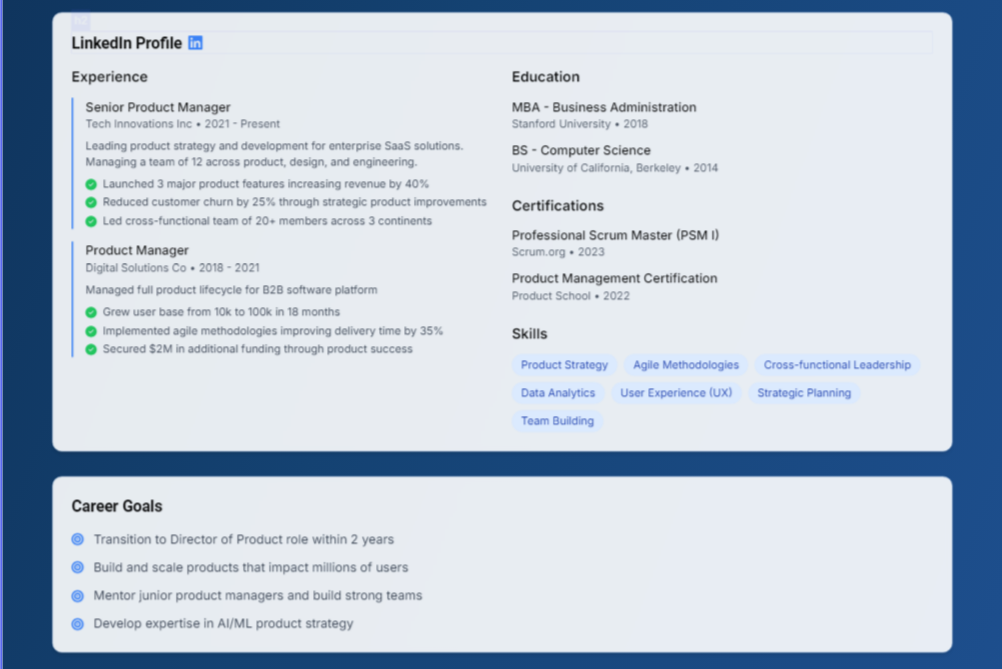 h2
LinkedIn Profile in
Experience
Senior Product Manager
Tech Innovations Inc • 2021 - Present
Leading product strategy and development for enterprise SaaS solutions.
Managing a team of 12 across product, design, and engineering.
Launched 3 major product features increasing revenue by 40%
Reduced customer churn by 25% through strategic product improvements
Led cross-functional team of 20+ members across 3 continents
Product Manager
Digital Solutions Co • 2018 - 2021
Managed full product lifecycle for B2B software platform
Grew user base from 10k to 100k in 18 months
Implemented agile methodologies improving delivery time by 35%
Secured $2M in additional funding through product success
Education
MBA - Business Administration
Stanford University • 2018
BS - Computer Science
University of California, Berkeley • 2014
Certifications
Professional Scrum Master (PSM I)
Scrum.org • 2023
Product Management Certification
Product School • 2022
Skills
Product Strategy Agile Methodologies Cross-functional Leadership
Data Analytics User Experience (UX) Strategic Planning
Team Building
Career Goals
Transition to Director of Product role within 2 years
Build and scale products that impact millions of users
Mentor junior product managers and build strong teams
Develop expertise in AI/ML product strategy